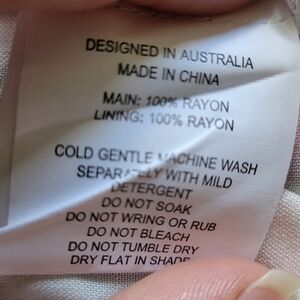 DESIGNED IN AUSTRALIA
MADE IN CHINA
MAIN: 100% RAYON
LINING: 100% RAYON
COLD GENTLE MACHINE WASH
SEPARATELY WITH MILD
DETERGENT
DO NOT SOAK
DO NOT WRING OR RUB
DO NOT BLEACH
DO NOT TUMBLE DRY
DRY FLAT IN SHADE